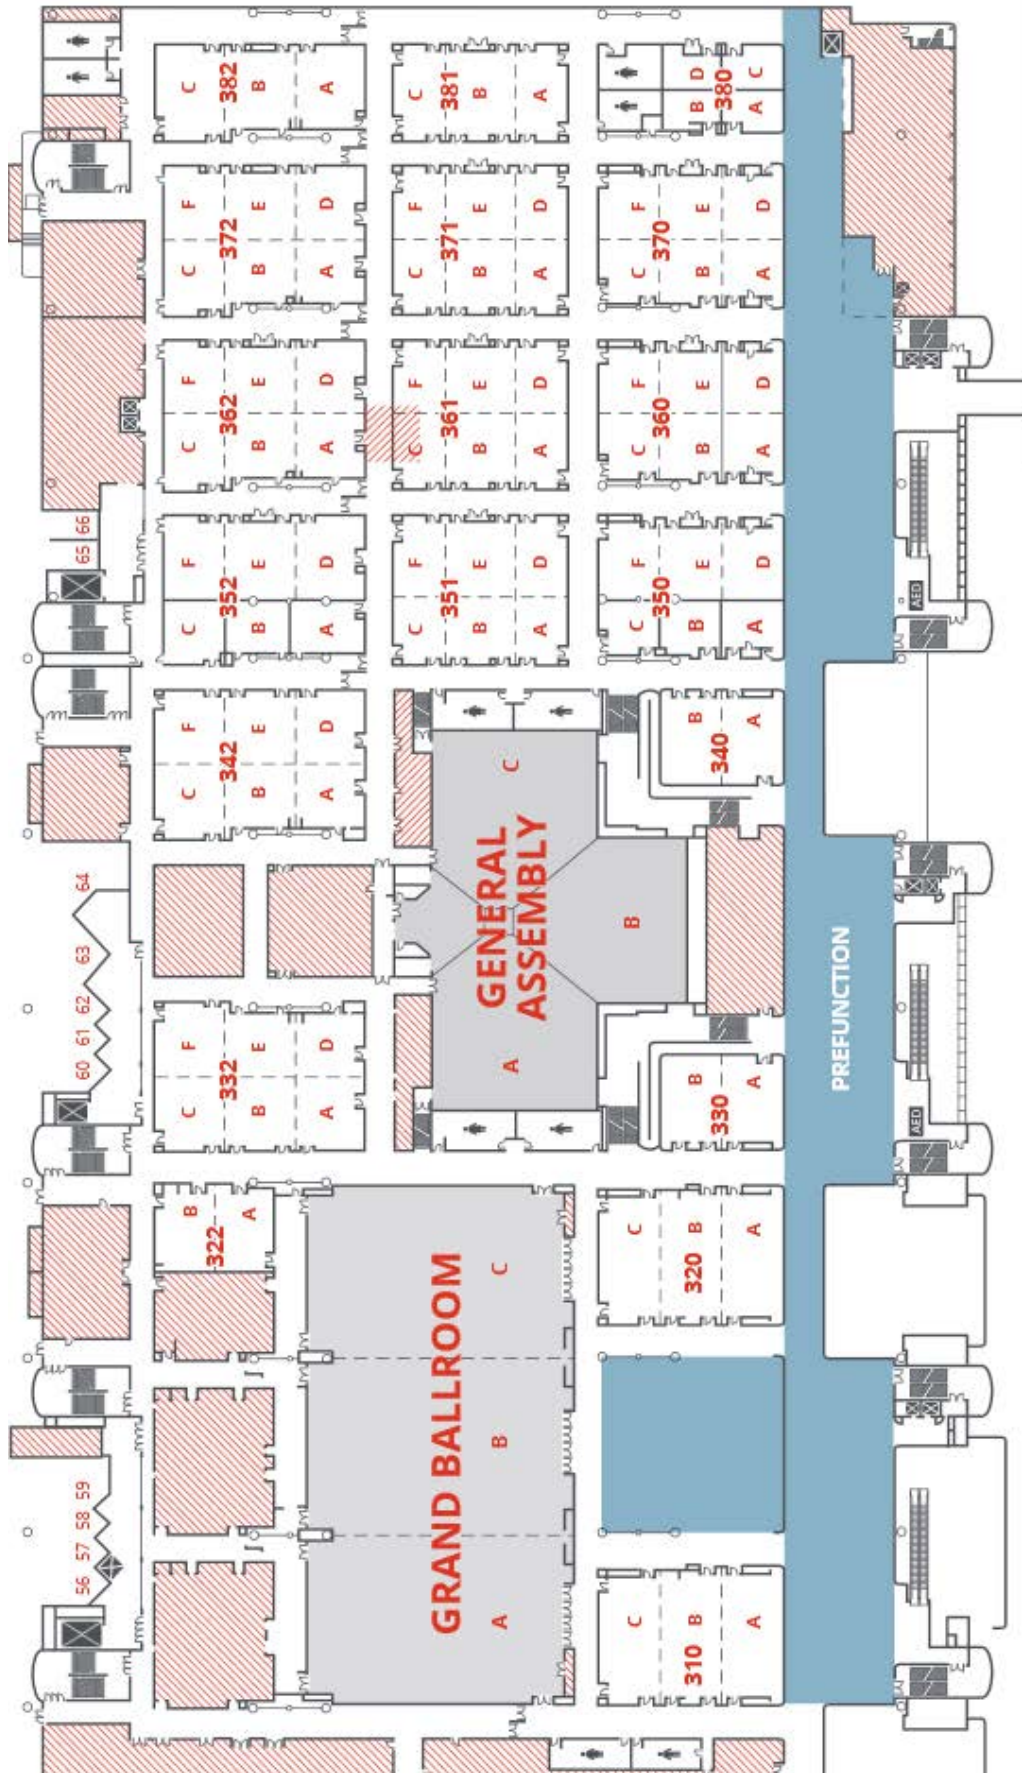 C
B
A
382
C
B
A
381
D
C
B
A
380
F
E
D
372
C
B
A
F
E
D
371
C
B
A
F
E
D
370
C
B
A
F
E
D
362
C
B
A
F
E
D
361
C
B
A
F
E
D
360
C
B
A
66
65
F
E
D
352
C
B
A
F
E
D
351
C
B
A
F
E
D
350
C
B
A
AED
F
E
D
342
C
B
A
B
A
340
GENERAL
ASSEMBLY
C
B
A
64
63
62
61
60
F
E
D
332
C
B
A
B
A
330
PREFUNCTION
AED
B
A
322
GRAND BALLROOM
C
B
A
C
B
A
320
59
58
57
56
C
B
A
310